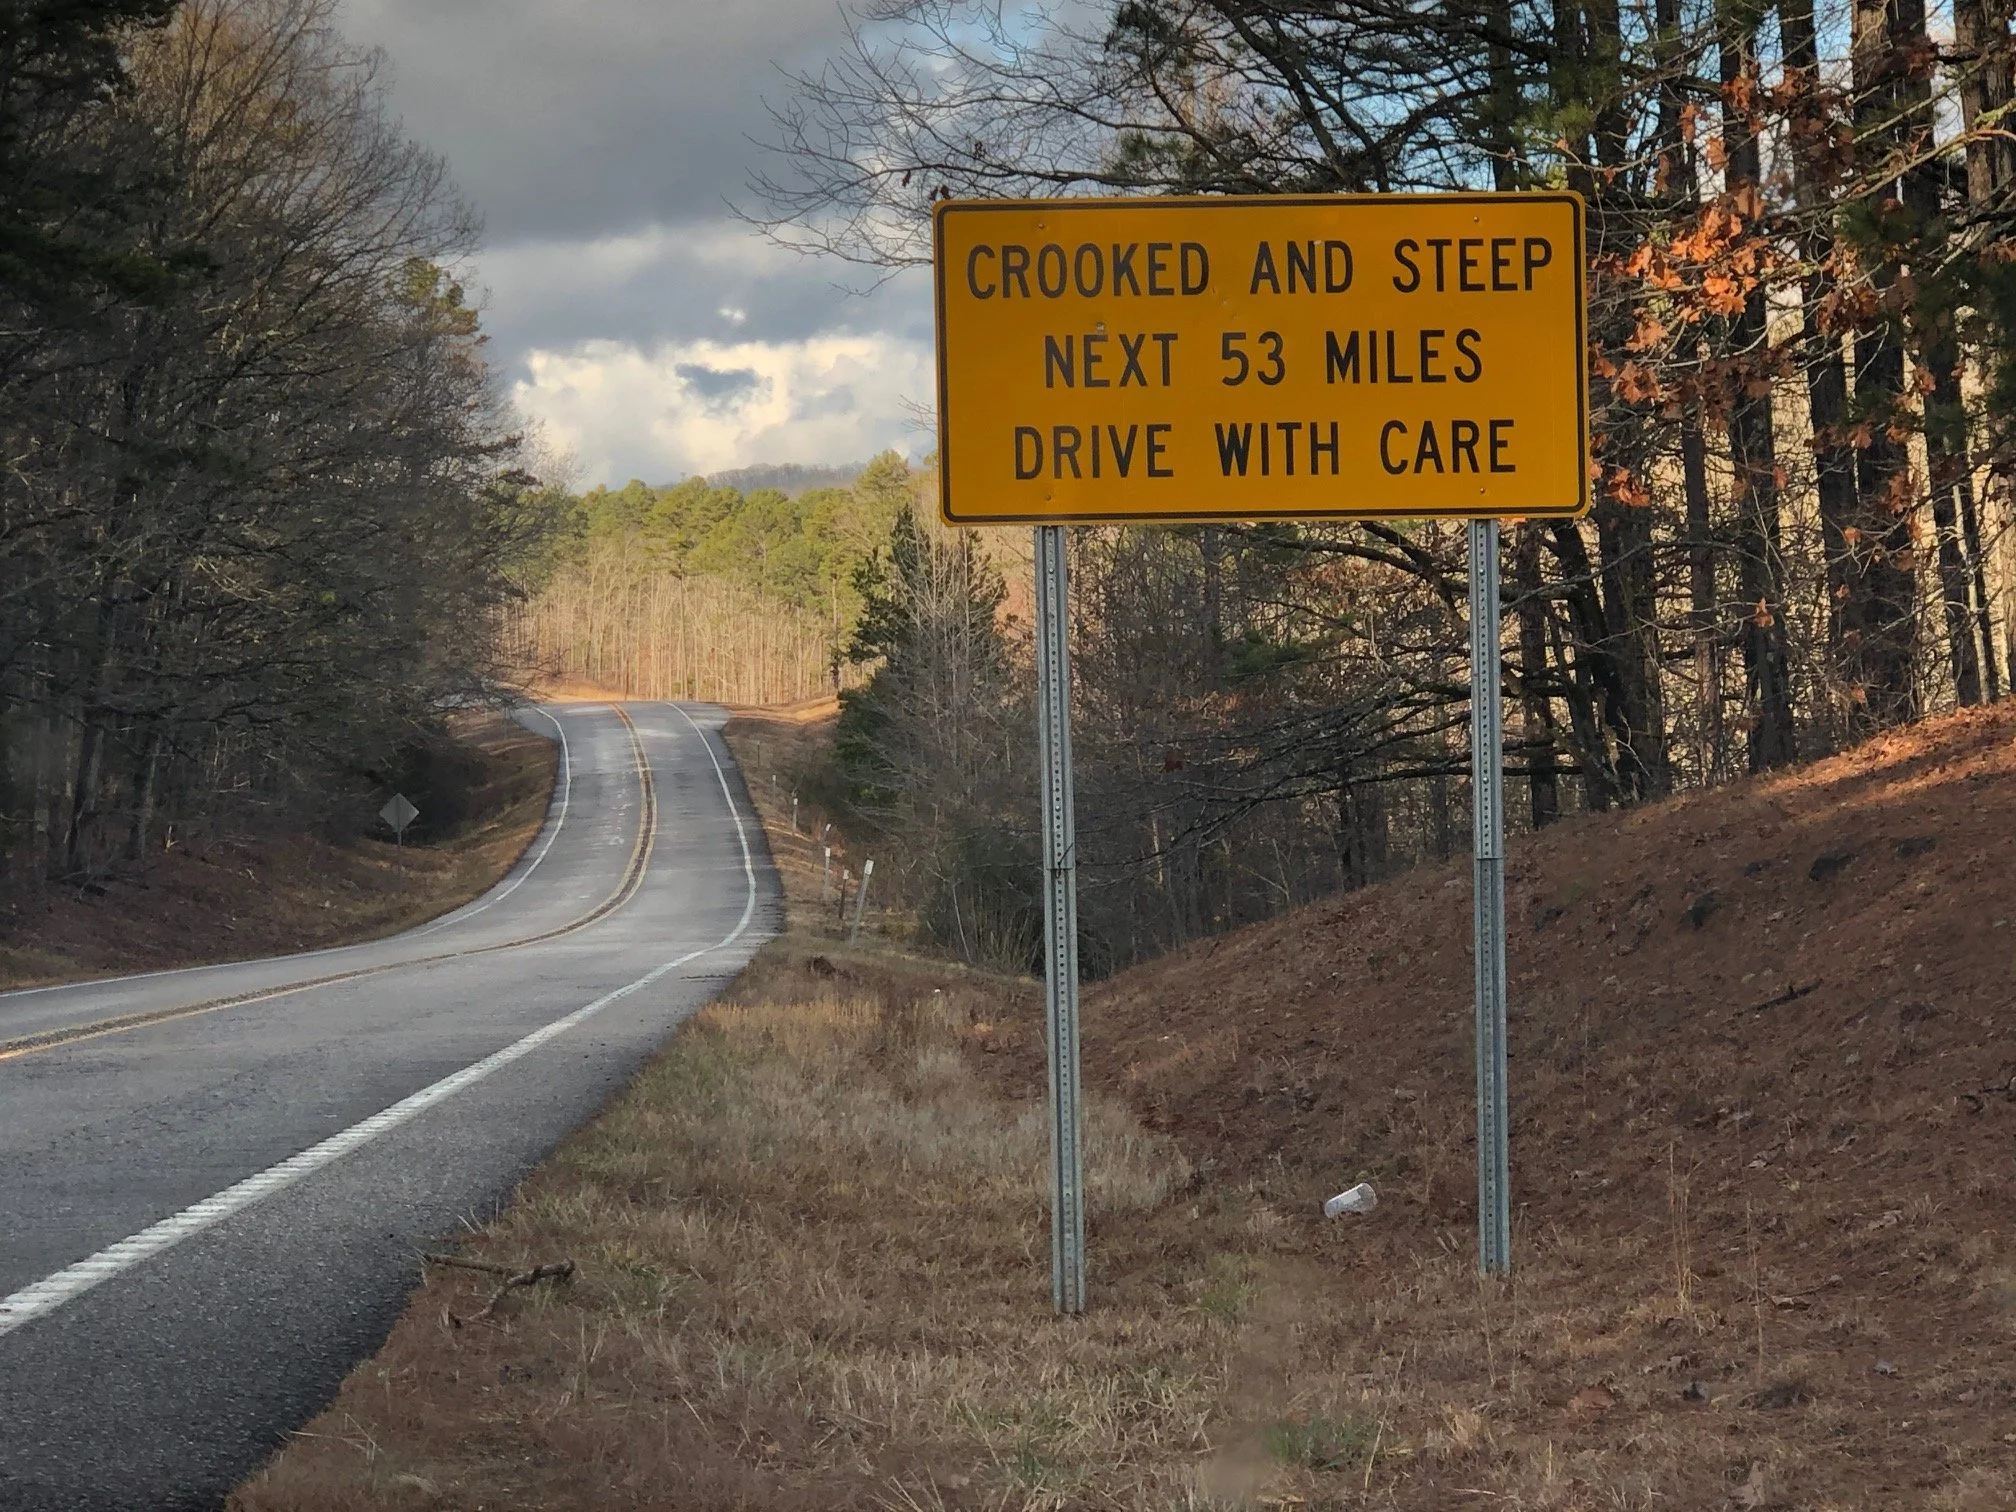 CROOKED AND STEEP
NEXT 53 MILES
DRIVE WITH CARE